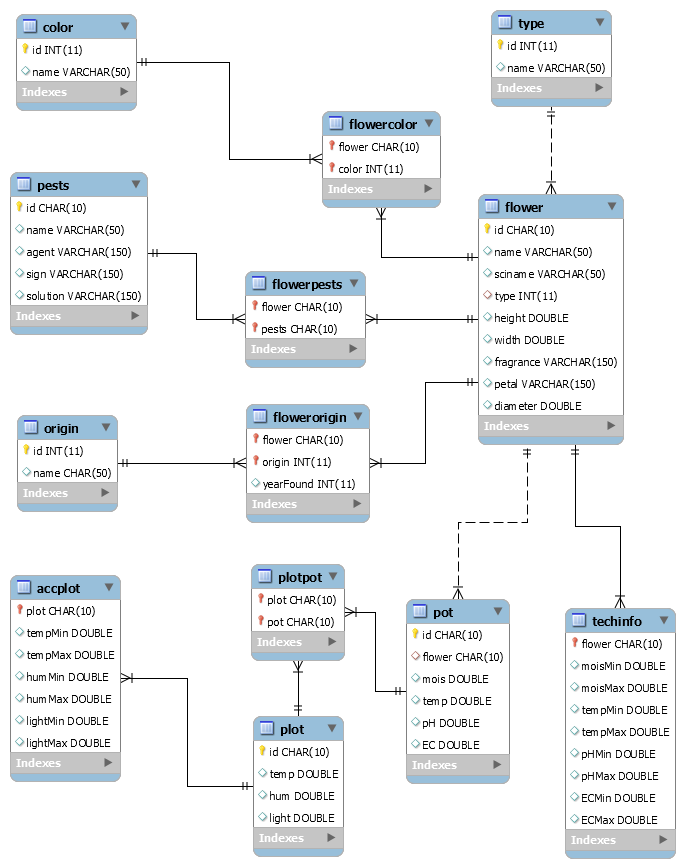 color
id INT(11)
name VARCHAR(50)
Indexes
type
id INT(11)
name VARCHAR(50)
Indexes
flowercolor
flower CHAR(10)
color INT(11)
Indexes
pests
id CHAR(10)
name VARCHAR(50)
agent VARCHAR(150)
sign VARCHAR(150)
solution VARCHAR(150)
Indexes
flower
id CHAR(10)
name VARCHAR(50)
sciname VARCHAR(50)
type INT(11)
height DOUBLE
width DOUBLE
fragrance VARCHAR(150)
petal VARCHAR(150)
diameter DOUBLE
Indexes
flowerpests
flower CHAR(10)
pests CHAR(10)
Indexes
origin
id INT(11)
name CHAR(50)
Indexes
flowerorigin
flower CHAR(10)
origin INT(11)
yearFound INT(11)
Indexes
accplot
plot CHAR(10)
tempMin DOUBLE
tempMax DOUBLE
humMin DOUBLE
humMax DOUBLE
lightMin DOUBLE
lightMax DOUBLE
Indexes
plotpot
plot CHAR(10)
pot CHAR(10)
Indexes
plot
id CHAR(10)
temp DOUBLE
hum DOUBLE
light DOUBLE
Indexes
pot
id CHAR(10)
flower CHAR(10)
mois DOUBLE
temp DOUBLE
pH DOUBLE
EC DOUBLE
Indexes
techinfo
flower CHAR(10)
moisMin DOUBLE
moisMax DOUBLE
tempMin DOUBLE
tempMax DOUBLE
pHMin DOUBLE
pHMax DOUBLE
ECMin DOUBLE
ECMax DOUBLE
Indexes